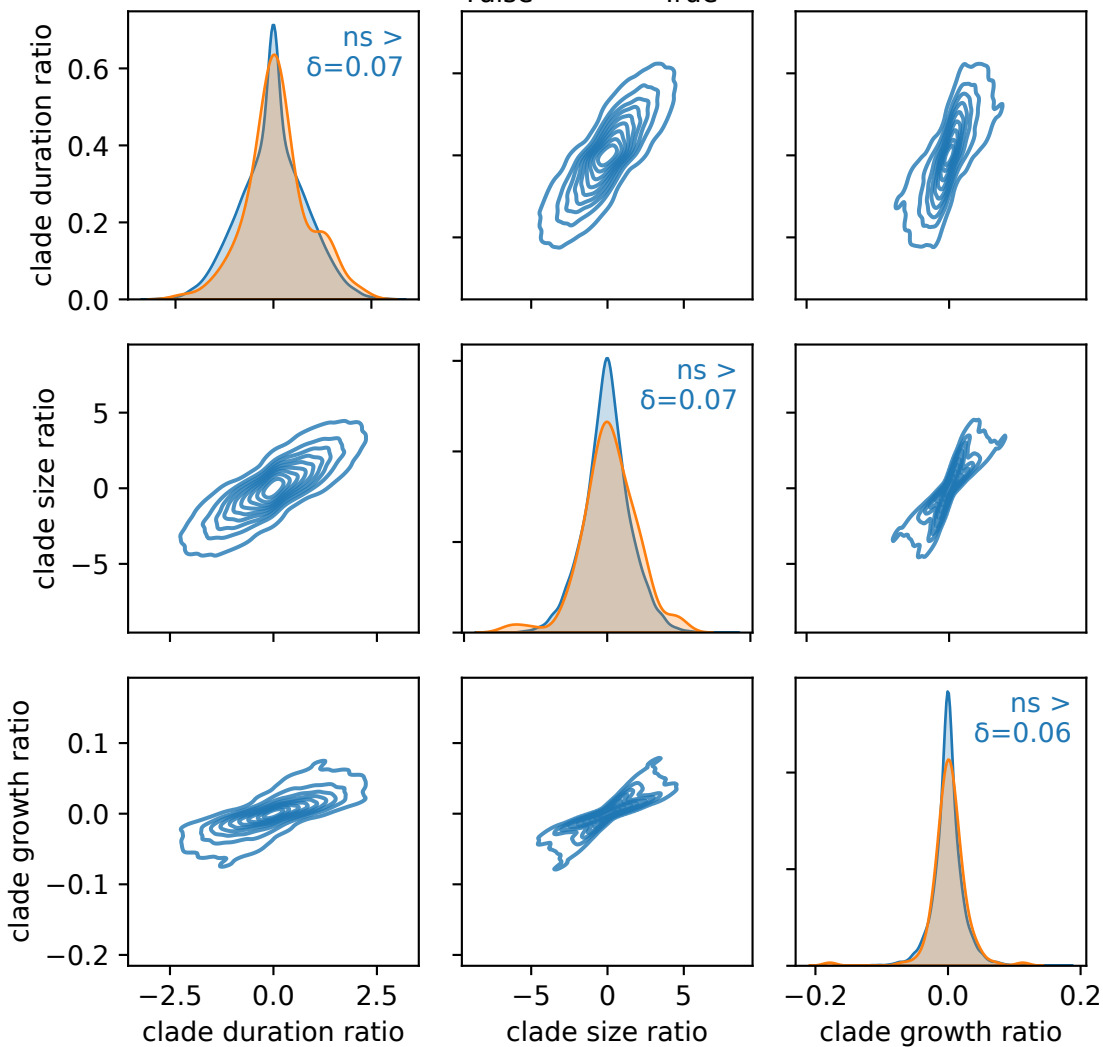 clade duration ratio
0.6
0.4
0.2
0.0
ns >
δ=0.07
clade size ratio
5
0
−5
ns >
δ=0.07
clade growth ratio
0.1
0.0
−0.1
−0.2
ns >
δ=0.06
−2.5 0.0 2.5
−5 0 5
−0.2 0.0 0.2
clade duration ratio
clade size ratio
clade growth ratio